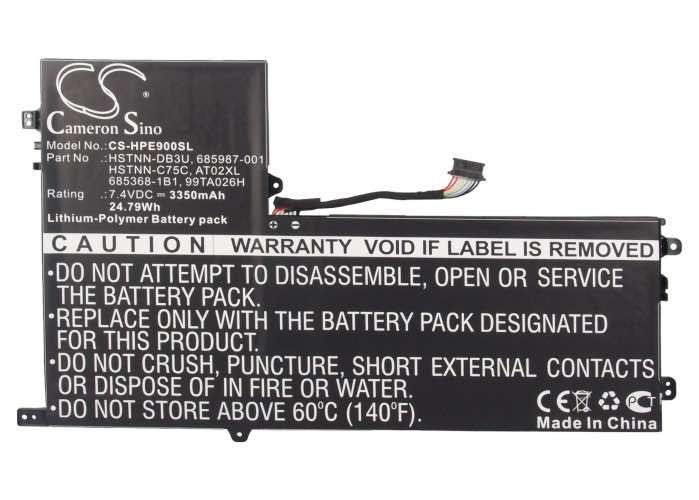 CS
Cameron Sino
Model No.: CS-HPE900SL
Part No: HSTNN-DB3U, 685987-001
HSTNN-C75C, AT02XL
685368-1B1, 99TA026H
Rating: 7.4VDC 3350mAh
24.79Wh
Lithium-Polymer Battery pack
CAUTION WARRANTY VOID IF LABEL IS REMOVED
•DO NOT ATTEMPT TO DISASSEMBLE, OPEN OR SERVICE
THE BATTERY PACK.
•REPLACE ONLY WITH THE BATTERY PACK DESIGNATED
FOR THIS PRODUCT.
•DO NOT CRUSH, PUNCTURE, SHORT EXTERNAL CONTACTS
OR DISPOSE OF IN FIRE OR WATER.
•DO NOT STORE ABOVE 60°C (140°F).
CE PCT
Made In China